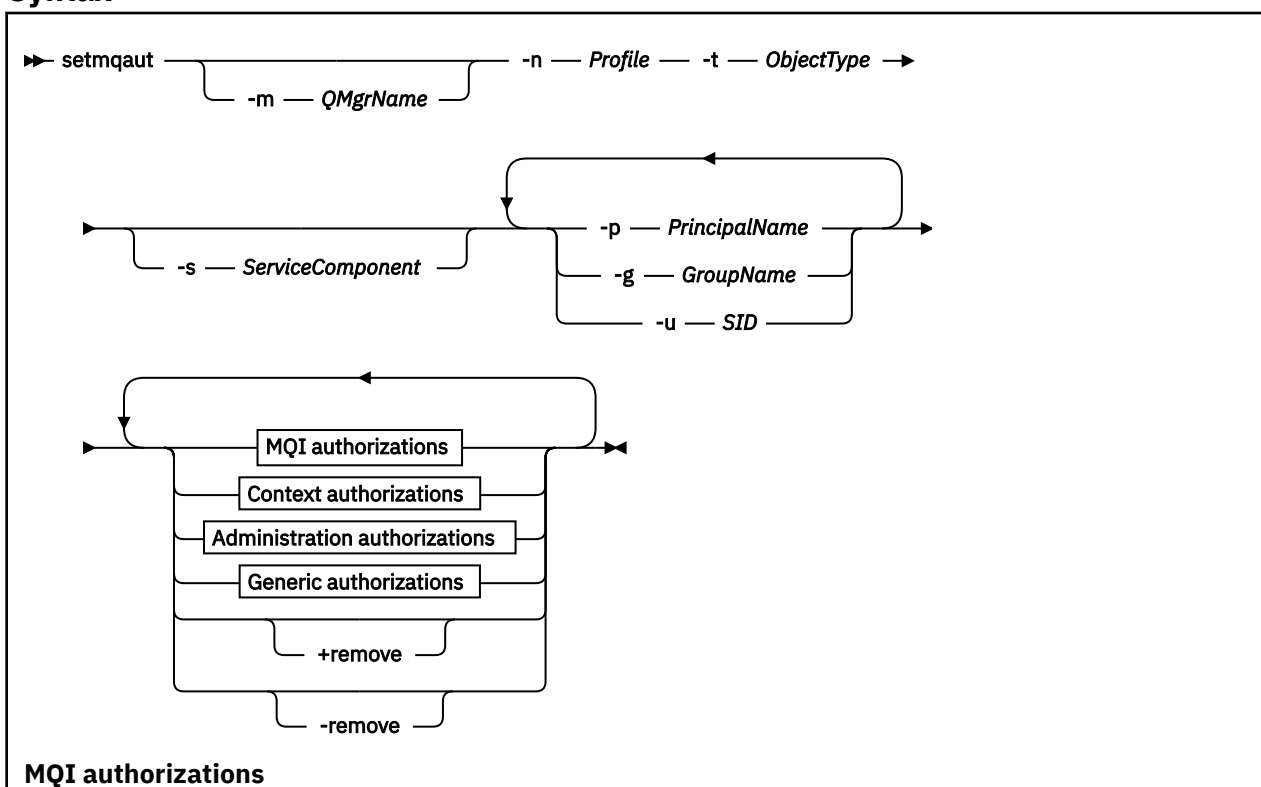 setmqaut -n Profile -t ObjectType
-m QMgrName
-p PrincipalName
-s ServiceComponent
-g GroupName
-u SID
MQI authorizations
Context authorizations
Administration authorizations
Generic authorizations
+remove
-remove
MQI authorizations